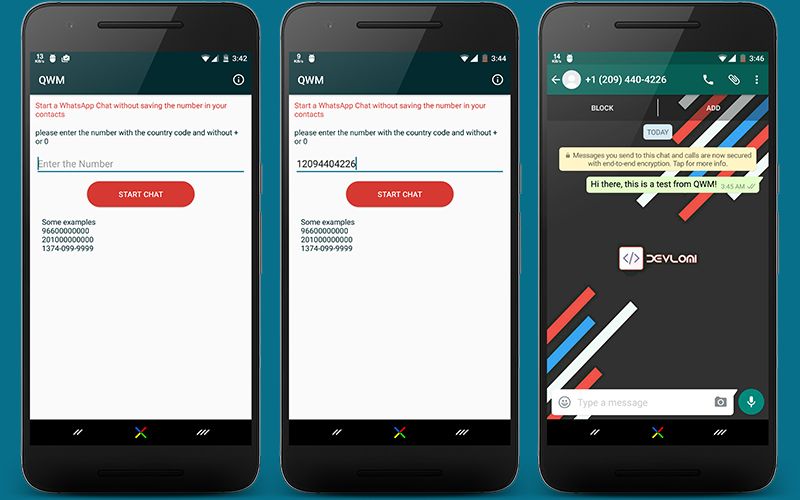 13
KB/s
3:42
QWM
Start a WhatsApp Chat without saving the number in your
contacts
please enter the number with the country code and without +
or 0
Enter the Number
START CHAT
Some examples
96600000000
201000000000
1374-099-9999
9
KB/s
3:44
QWM
Start a WhatsApp Chat without saving the number in your
contacts
please enter the number with the country code and without +
or 0
12094404226
START CHAT
Some examples
96600000000
201000000000
1374-099-9999
14
KB/s
3:46
+1 (209) 440-4226
BLOCK
ADD
TODAY
Messages you send to this chat and calls are now secured
with end-to-end encryption. Tap for more info.
Hi there, this is a test from QWM! 3:45 AM
</> DEVLOMI
Type a message